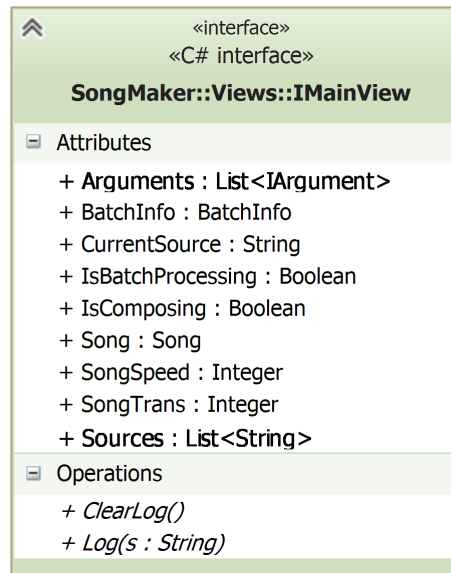 «interface»
«C# interface»
SongMaker::Views::IMainView
Attributes
+ Arguments : List<IArgument>
+ BatchInfo : BatchInfo
+ CurrentSource : String
+ IsBatchProcessing : Boolean
+ IsComposing : Boolean
+ Song : Song
+ SongSpeed : Integer
+ SongTrans : Integer
+ Sources : List<String>
Operations
+ ClearLog()
+ Log(s : String)